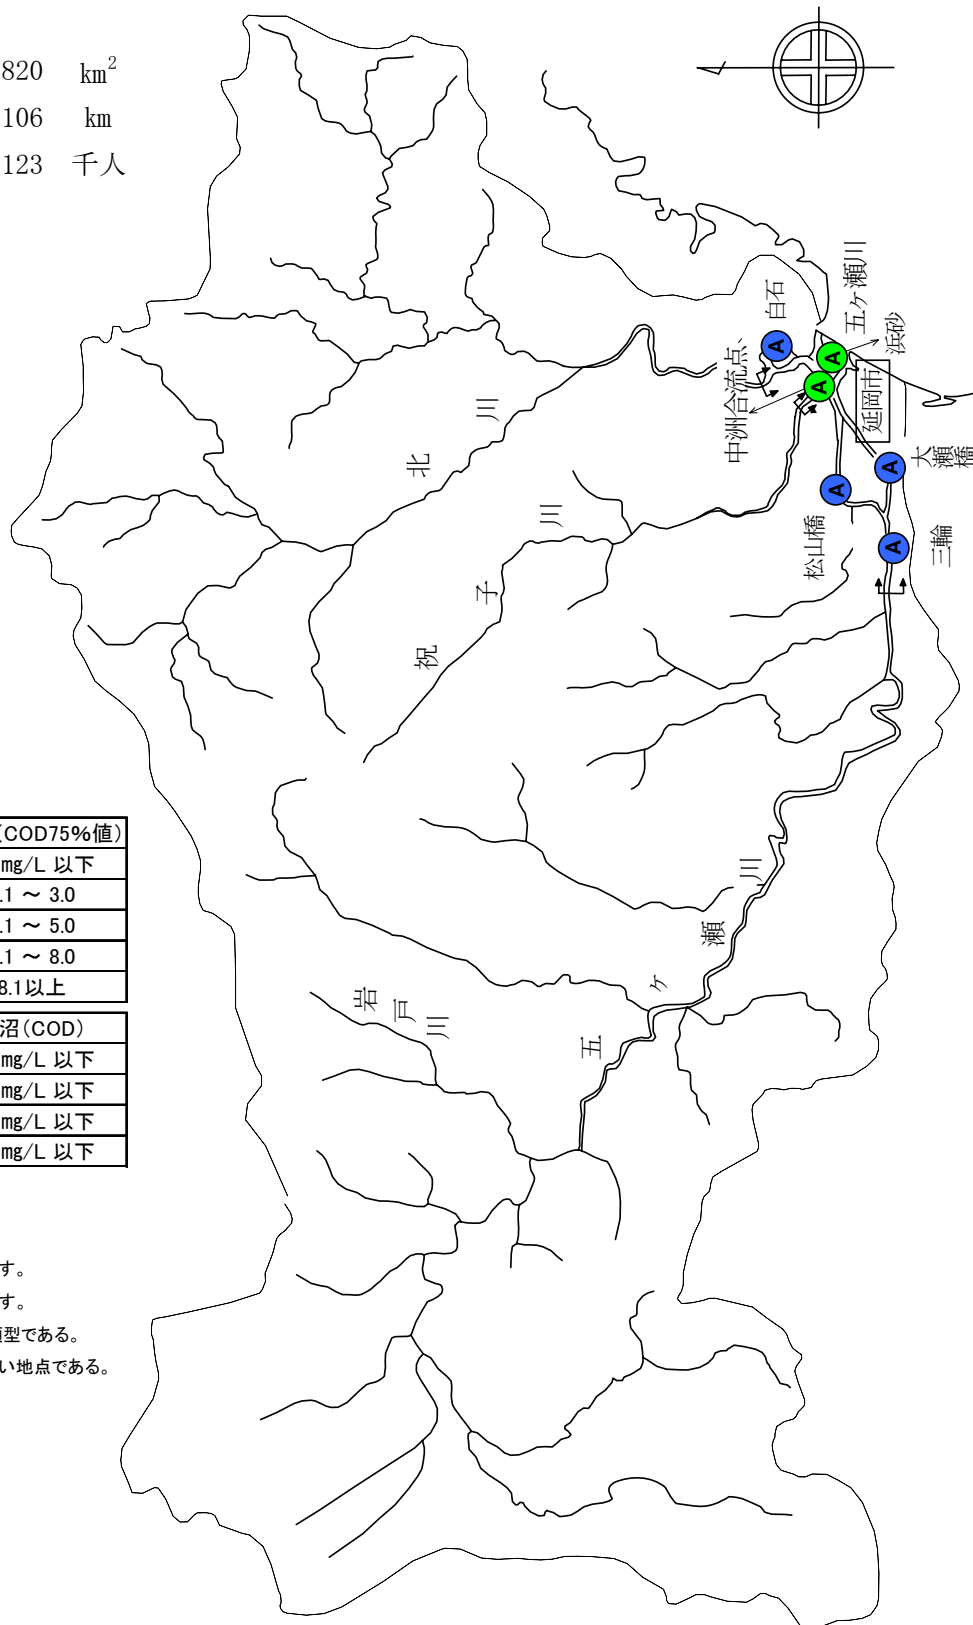 820 km²
106 km
123 千人
白石
五ヶ瀬川
浜砂
中洲合流点、
延岡市
大瀬橋
松山橋
三輪
A
A
A
A
A
A
北川
祝子川
五ヶ瀬川
岩戸川
(COD75%値)
mg/L 以下
.1 ～ 3.0
.1 ～ 5.0
.1 ～ 8.0
8.1以上
沼(COD)
mg/L 以下
mg/L 以下
mg/L 以下
mg/L 以下
す。
す。
型である。
い地点である。